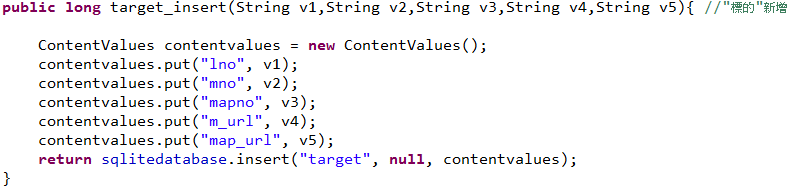 public long target_insert(String v1,String v2,String v3,String v4,String v5){ //"標的"新增
ContentValues contentvalues = new ContentValues();
contentvalues.put("lno", v1);
contentvalues.put("mno", v2);
contentvalues.put("mapno", v3);
contentvalues.put("m_url", v4);
contentvalues.put("map_url", v5);
return sqlitedatabase.insert("target", null, contentvalues);
}